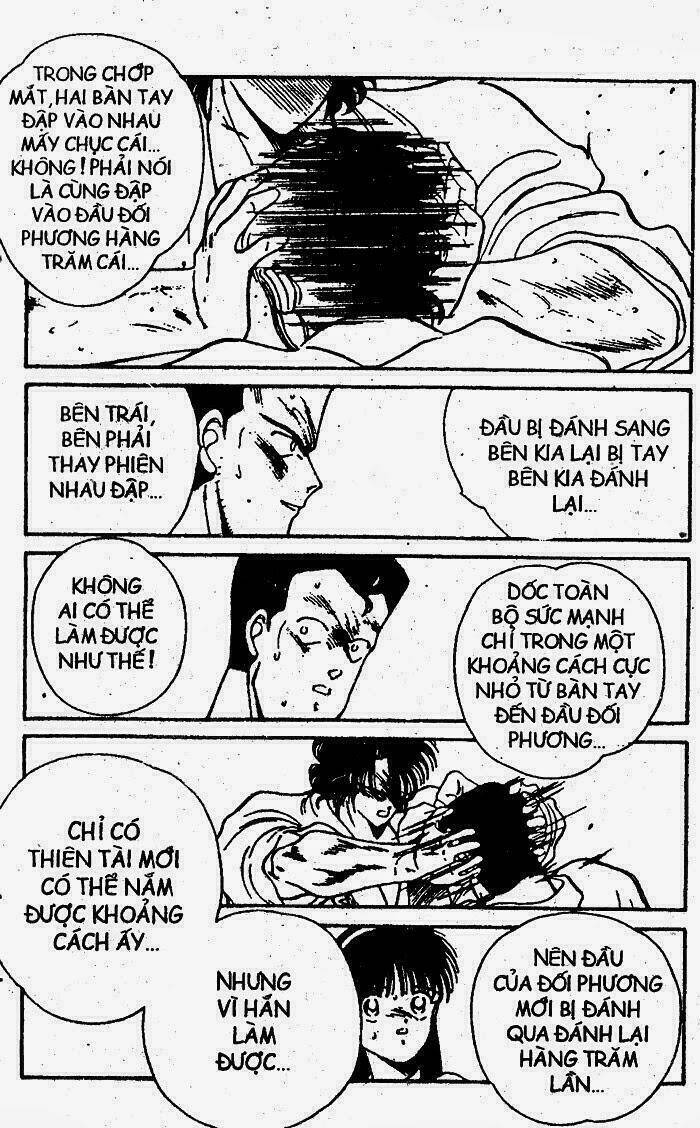 TRONG CHỚP
MẮT, HAI BÀN TAY
ĐẬP VÀO NHAU
MẤY CHỤC CÁI...
KHÔNG! PHẢI NÓI
LÀ CÙNG ĐẬP
VÀO ĐẦU ĐỐI
PHƯƠNG HÀNG
TRĂM CÁI...
BÊN TRÁI,
BÊN PHẢI
THAY PHIÊN
NHAU ĐẬP...
ĐẦU BỊ ĐÁNH SANG
BÊN KIA LẠI BỊ TAY
BÊN KIA ĐÁNH
LẠI...
KHÔNG
AI CÓ THỂ
LÀM ĐƯỢC
NHƯ THẾ!
DỐC TOÀN
BỘ SỨC MẠNH
CHỈ TRONG MỘT
KHOẢNG CÁCH CỰC
NHỎ TỪ BÀN TAY
ĐẾN ĐẦU ĐỐI
PHƯƠNG...
CHỈ CÓ
THIÊN TÀI MỚI
CÓ THỂ NẮM
ĐƯỢC KHOẢNG
CÁCH ẤY...
NHƯNG
VÌ HẮN
LÀM
ĐƯỢC...
NÊN ĐẦU
CỦA ĐỐI PHƯƠNG
MỚI BỊ ĐÁNH
QUA ĐÁNH LẠI
HÀNG TRĂM
LẦN...